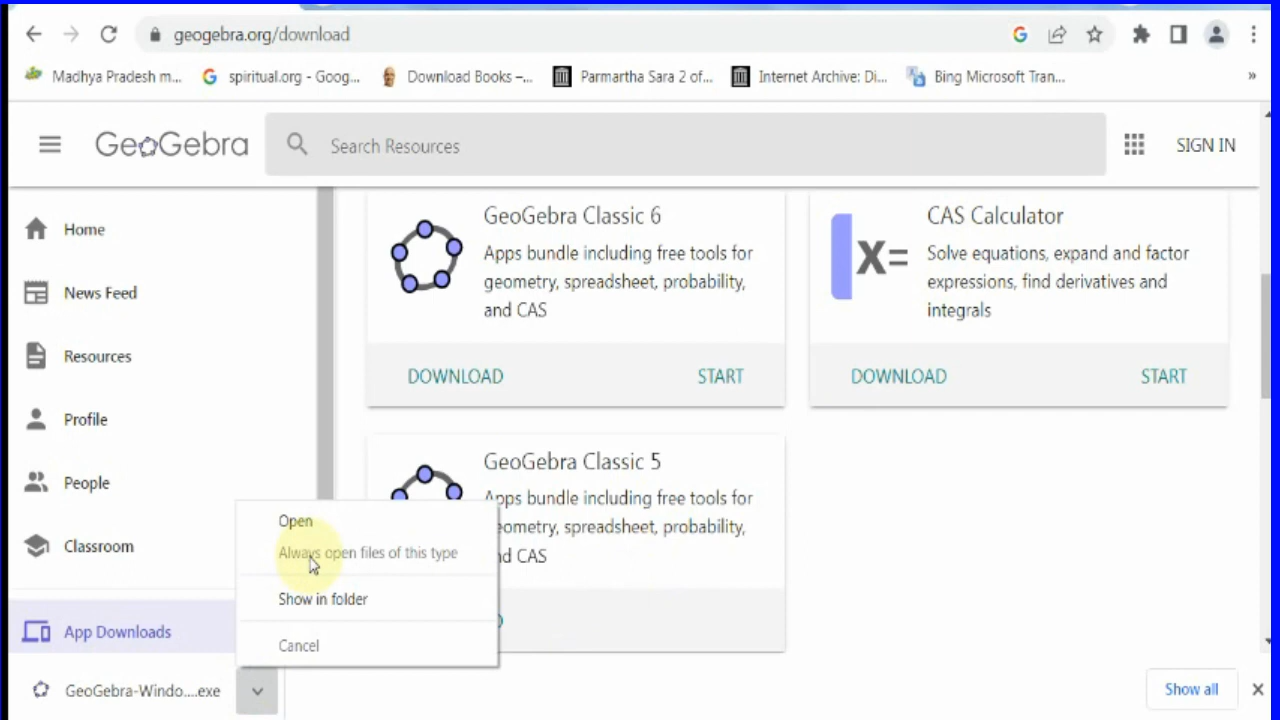 geogebra.org/download
Madhya Pradesh m... spiritual.org - Goog... Download Books –... Parmartha Sara 2 of... Internet Archive: Di... Bing Microsoft Tran... »
GeoGebra Search Resources SIGN IN
Home
News Feed
Resources
Profile
People
Classroom
App Downloads
GeoGebra Classic 6
Apps bundle including free tools for
geometry, spreadsheet, probability,
and CAS
DOWNLOAD START
CAS Calculator
X=
Solve equations, expand and factor
expressions, find derivatives and
integrals
DOWNLOAD START
GeoGebra Classic 5
Apps bundle including free tools for
eometry, spreadsheet, probability,
nd CAS
Open
Always open files of this type
Show in folder
Cancel
GeoGebra-Windo....exe
Show all